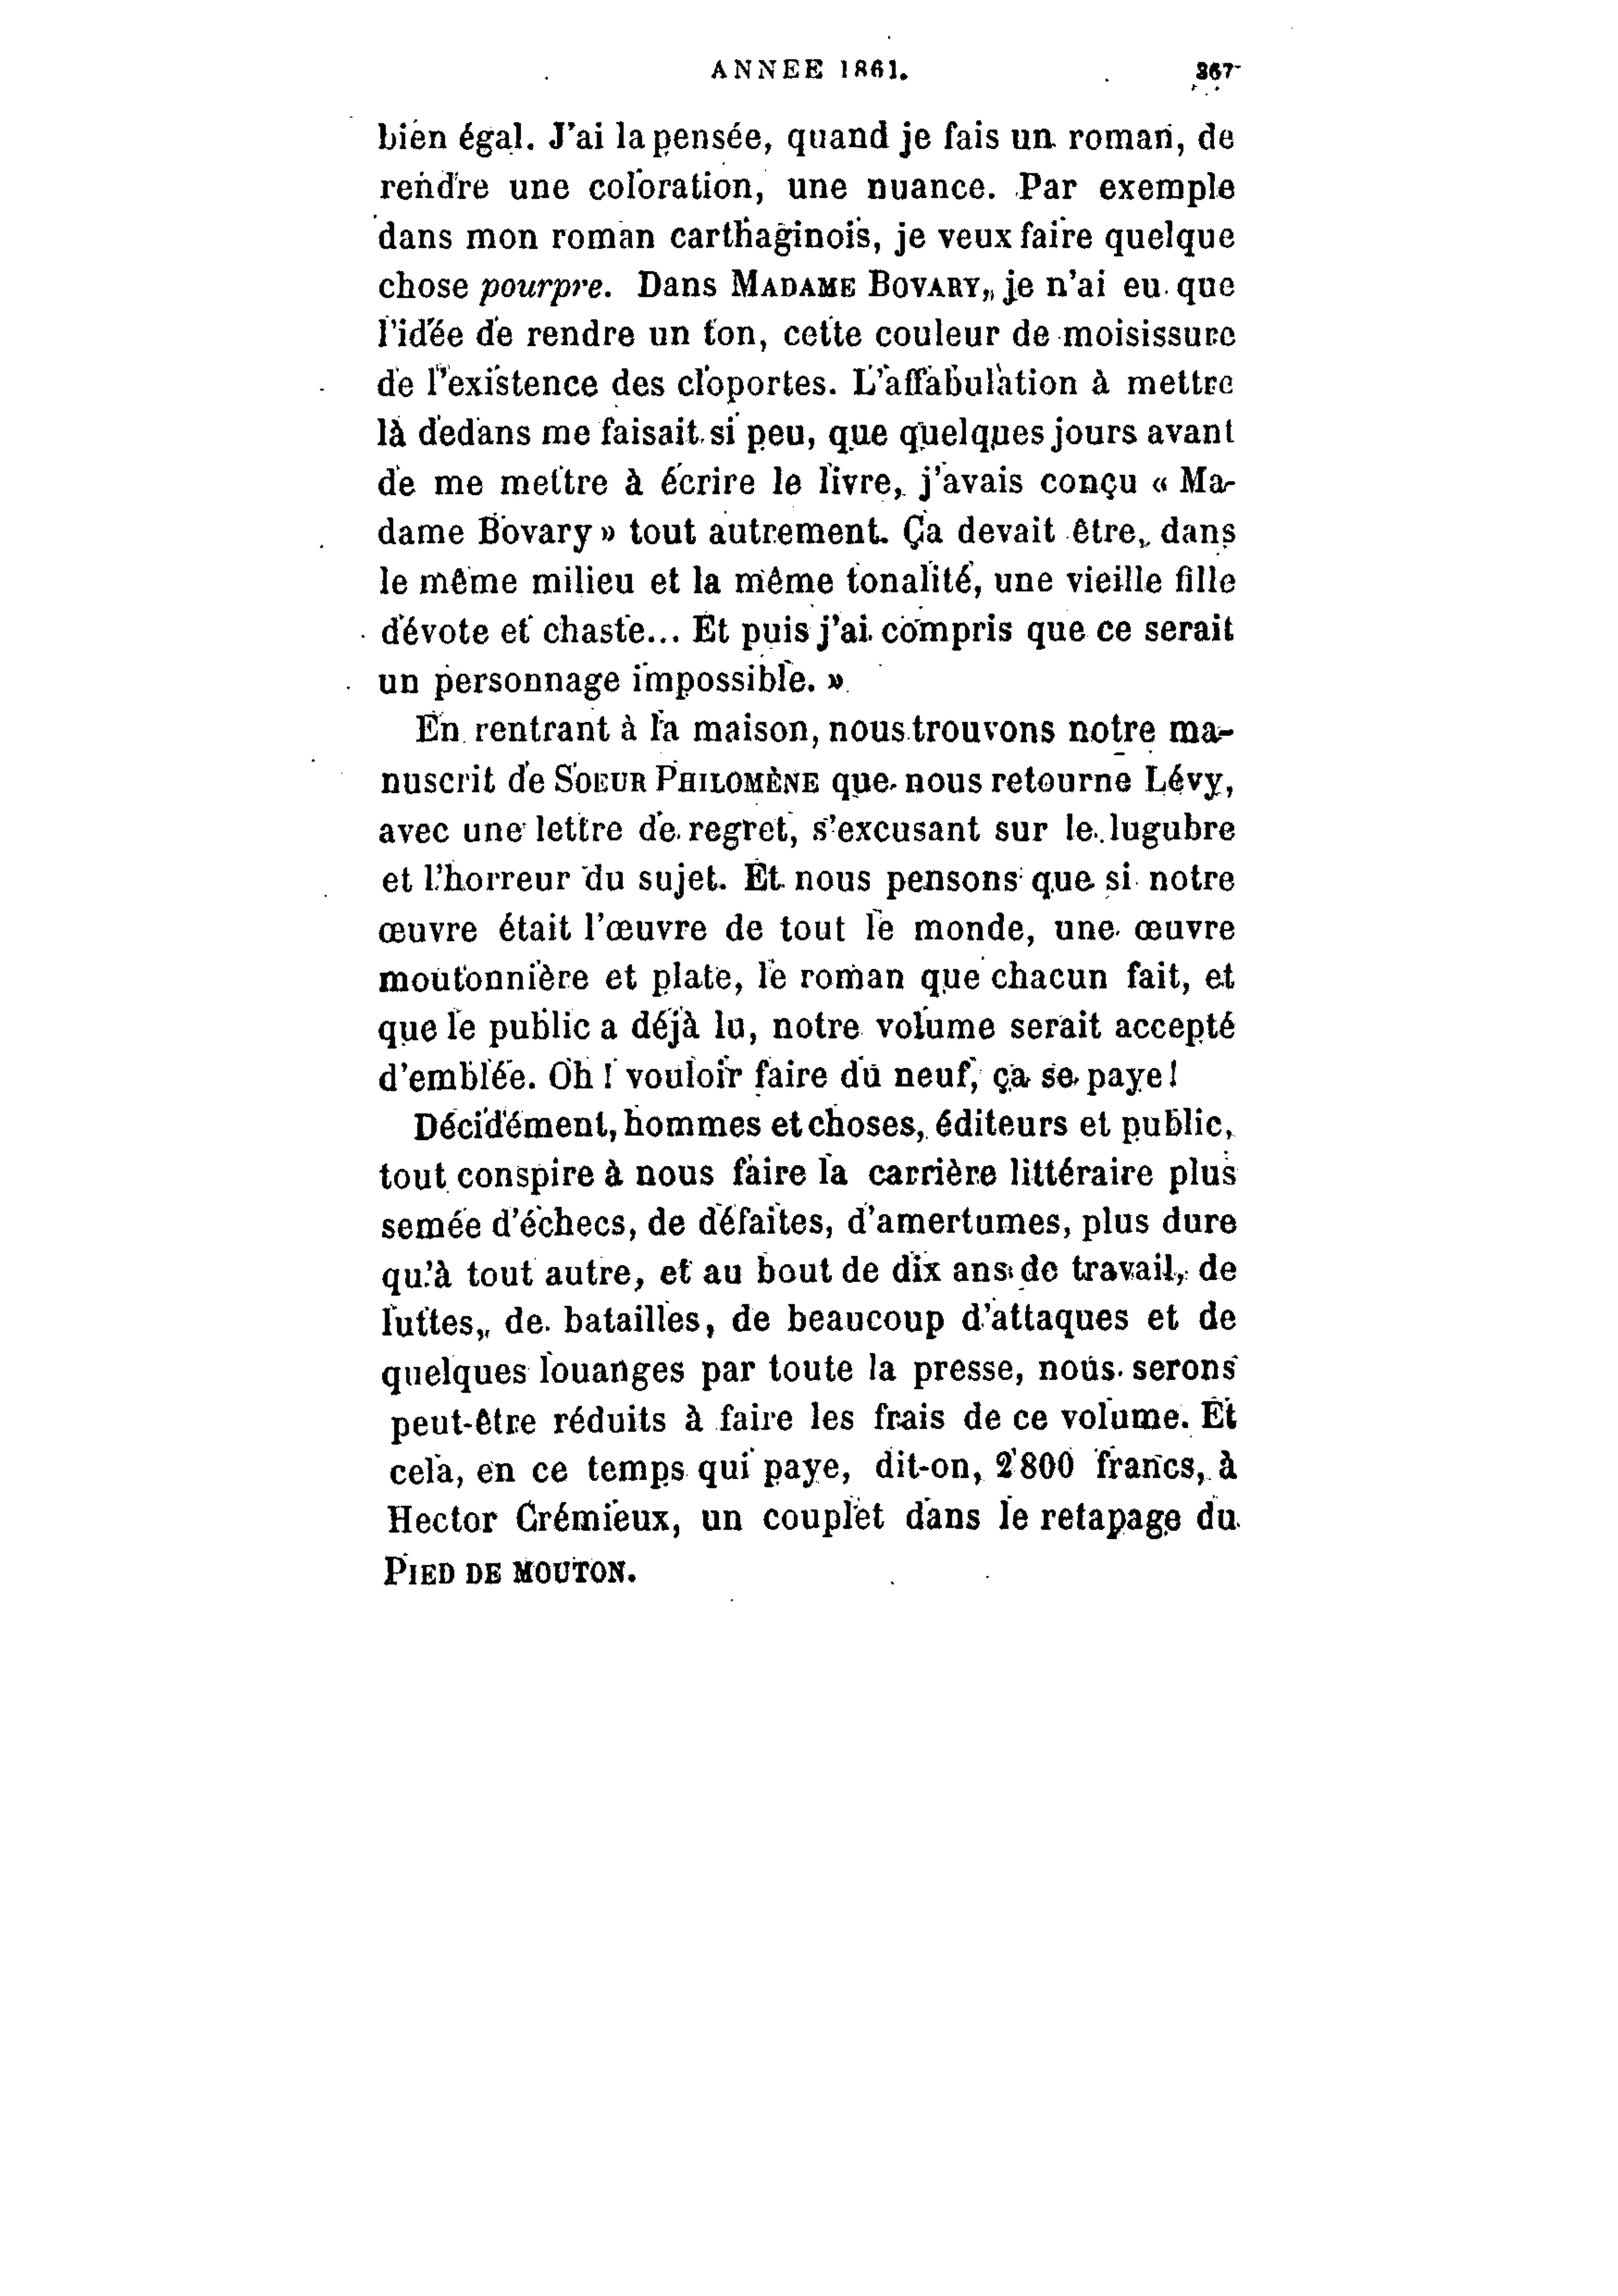 ANNEE 1861. 367
bien égal. J'ai la pensée, quand je fais un roman, de
rendre une coloration, une nuance. Par exemple
dans mon roman carthaginois, je veux faire quelque
chose pourpre. Dans MADAME BOVARY, je n'ai eu que
l'idée de rendre un ton, cette couleur de moisissure
de l'existence des cloportes. L'affabulation à mettre
là dedans me faisait si peu, que quelques jours avant
de me mettre à écrire le livre, j'avais conçu « Ma-
dame Bovary » tout autrement. Ça devait être, dans
le même milieu et la même tonalité, une vieille fille
dévote et chaste... Et puis j'ai compris que ce serait
un personnage impossible. »
En rentrant à la maison, nous trouvons notre ma-
nuscrit de SOEUR PHILOMÈNE que nous retourne Lévy,
avec une lettre de regret, s'excusant sur le lugubre
et l'horreur du sujet. Et nous pensons que si notre
œuvre était l'œuvre de tout le monde, une œuvre
moutonnière et plate, le roman que chacun fait, et
que le public a déjà lu, notre volume serait accepté
d'emblée. Oh ! vouloir faire du neuf, ça se paye !
Décidément, hommes et choses, éditeurs et public,
tout conspire à nous faire la carrière littéraire plus
semée d'échecs, de défaites, d'amertumes, plus dure
qu'à tout autre, et au bout de dix ans de travail, de
luttes, de batailles, de beaucoup d'attaques et de
quelques louanges par toute la presse, nous serons
peut-être réduits à faire les frais de ce volume. Et
cela, en ce temps qui paye, dit-on, 2 800 francs, à
Hector Crémieux, un couplet dans le retapage du
PIED DE MOUTON.